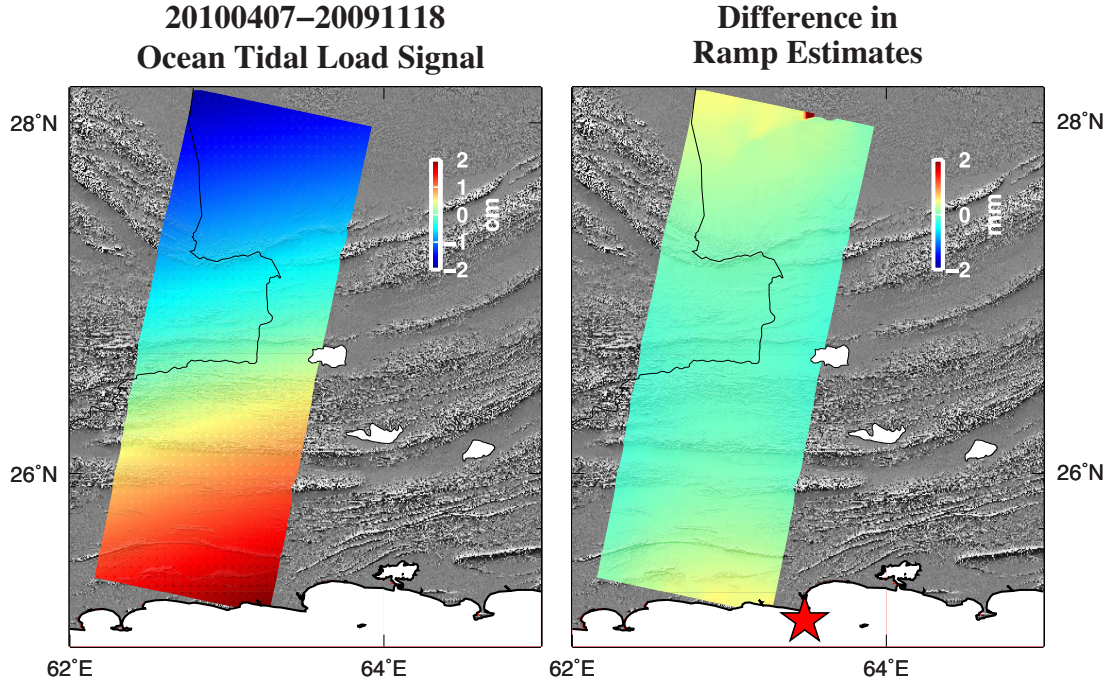 20100407−20091118
Ocean Tidal Load Signal
Difference in
Ramp Estimates
28˚N
26˚N
2
1
0
−1
−2
cm
2
0
−2
mm
28˚N
26˚N
62˚E
64˚E
62˚E
64˚E